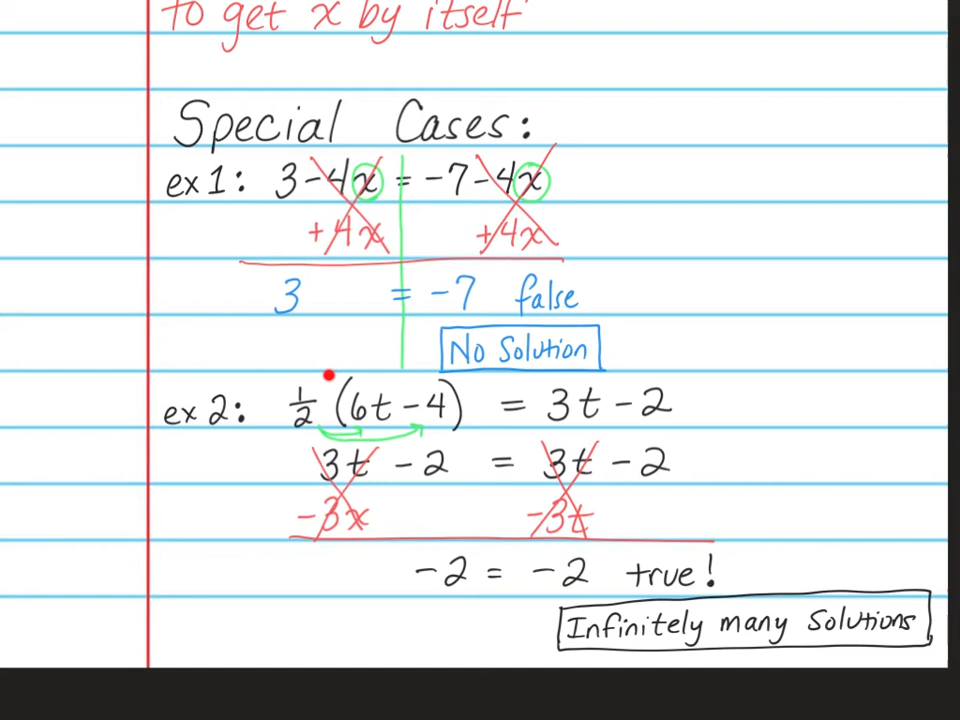 to get x by itself
Special Cases:
ex 1: 3 - 4x = -7 - 4x
+4x +4x
3 = -7 false
No Solution
ex 2: ½ (6t - 4) = 3t - 2
3t - 2 = 3t - 2
-3x -3t
-2 = -2 true!
Infinitely many Solutions